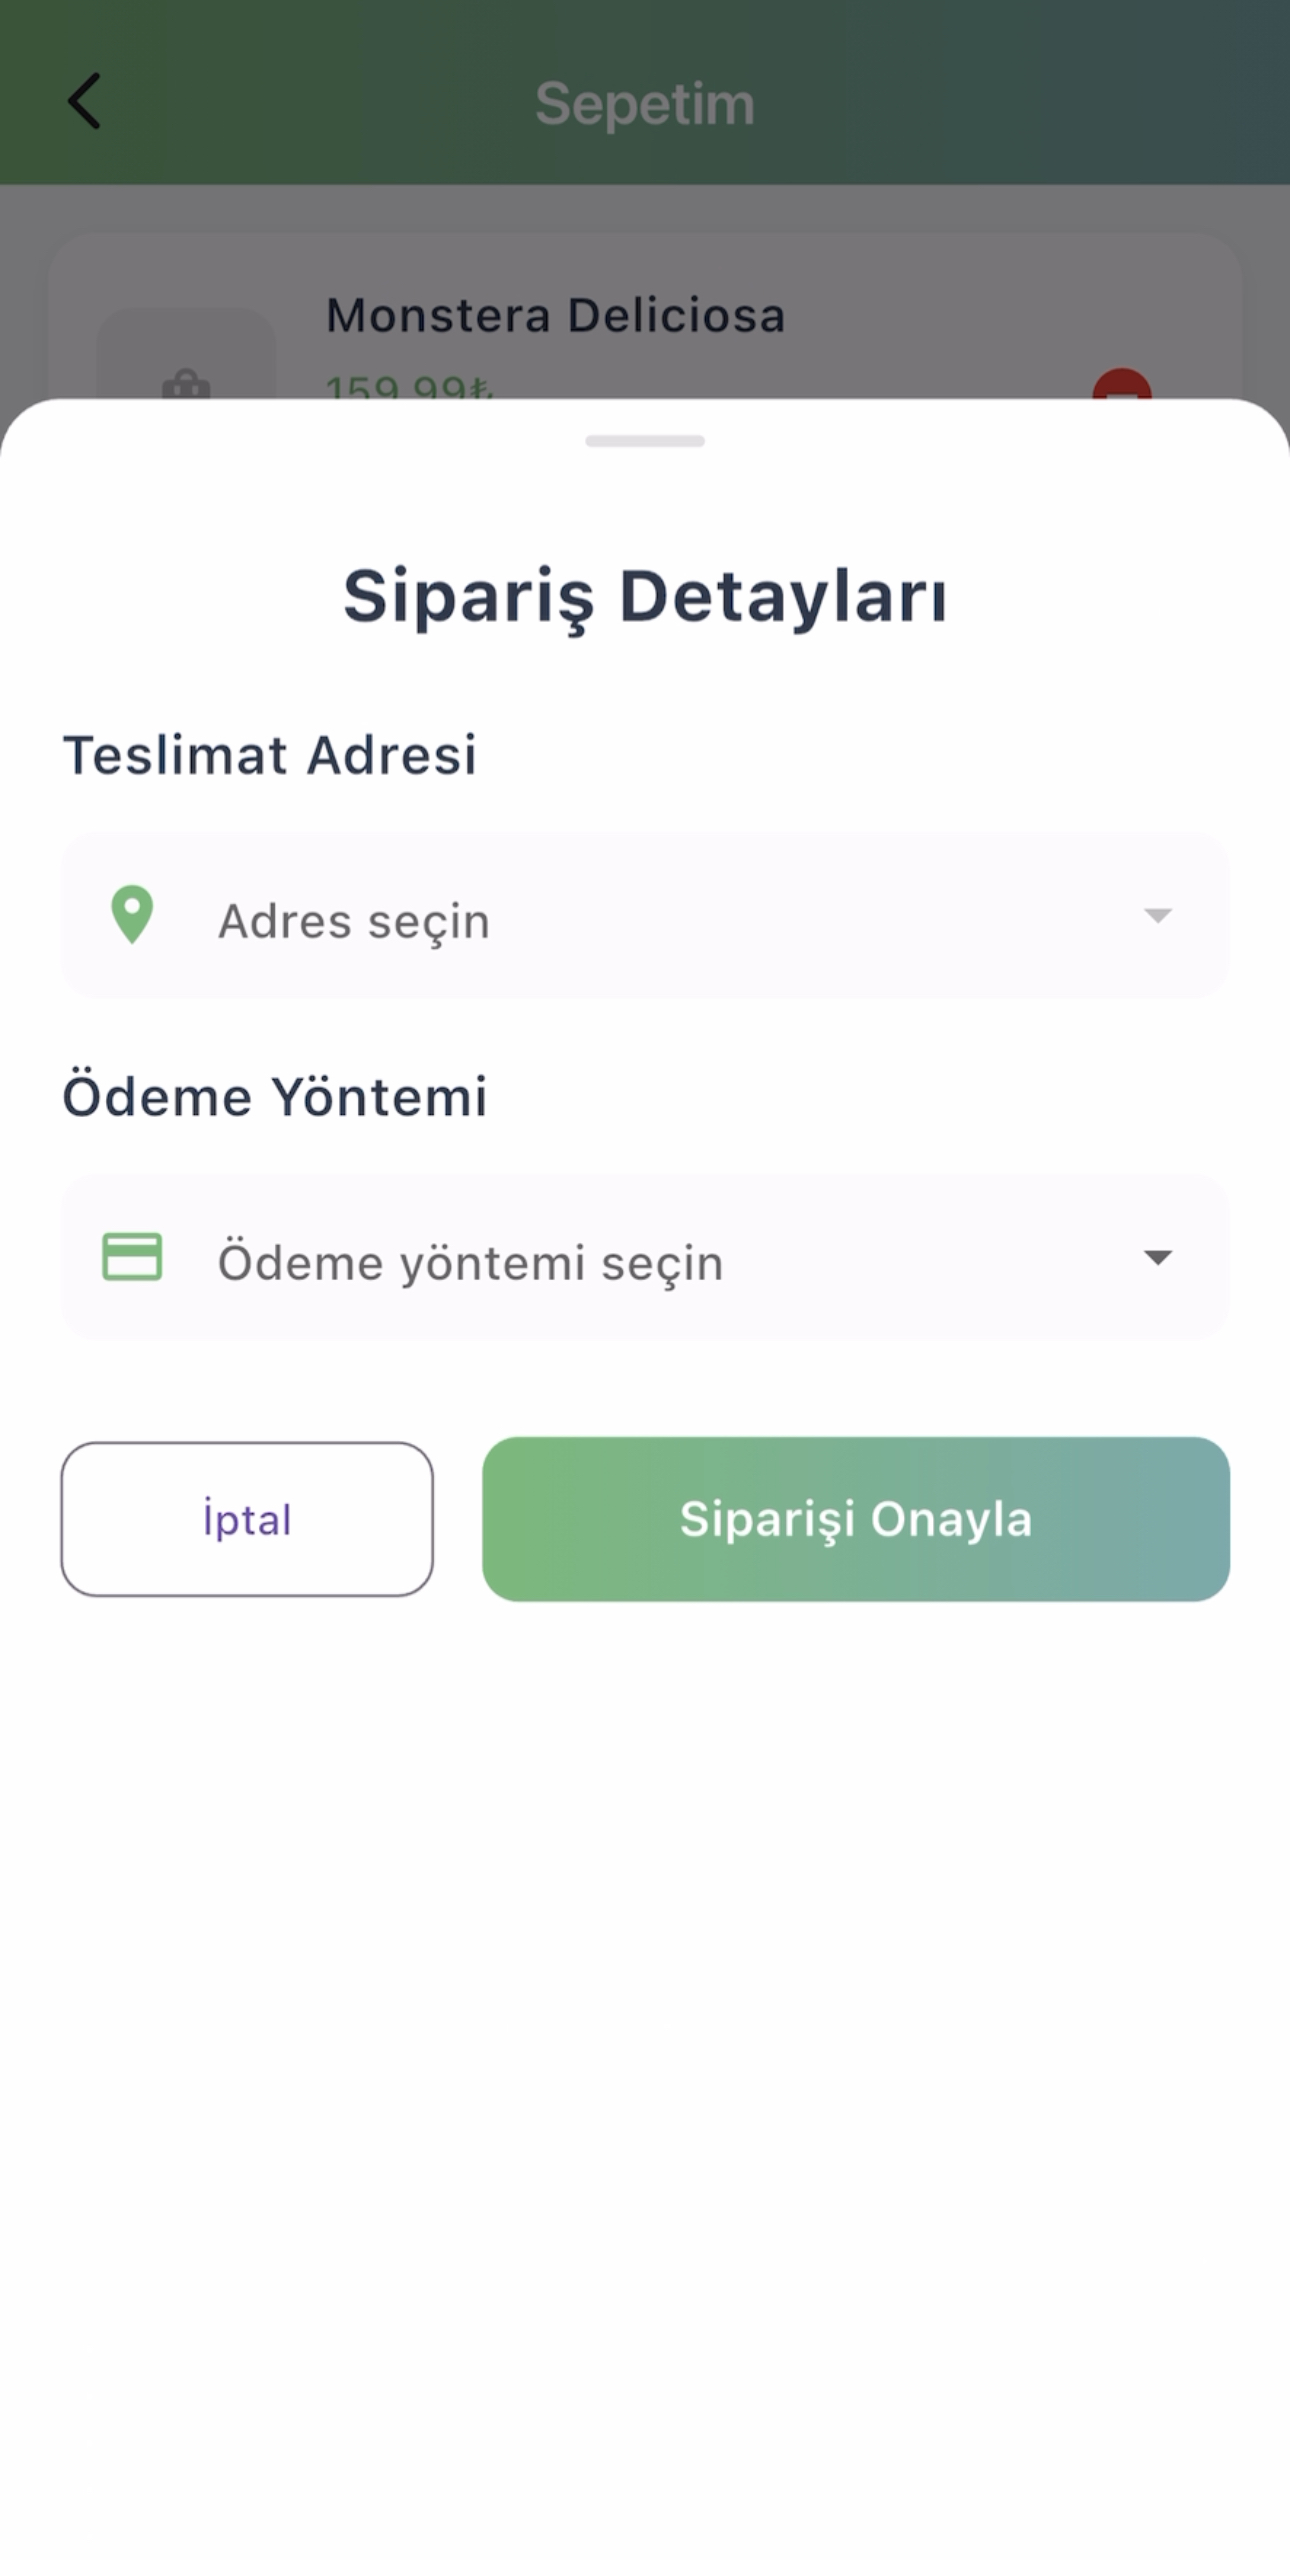 Sepetim
Monstera Deliciosa
159.99₺
Sipariş Detayları
Teslimat Adresi
Adres seçin
Ödeme Yöntemi
Ödeme yöntemi seçin
İptal
Siparişi Onayla